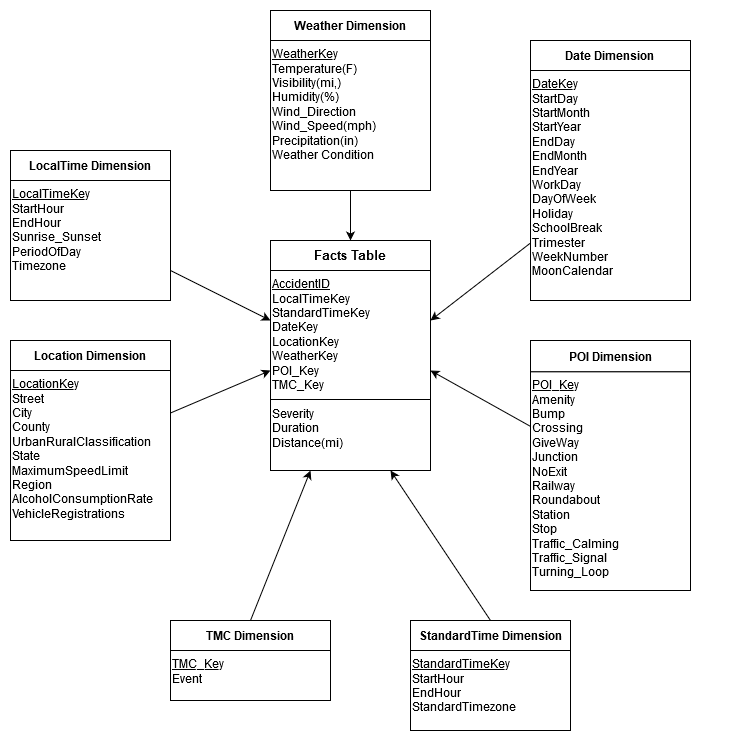 Weather Dimension
WeatherKey
Temperature(F)
Visibility(mi,)
Humidity(%)
Wind_Direction
Wind_Speed(mph)
Precipitation(in)
Weather Condition
Date Dimension
DateKey
StartDay
StartMonth
StartYear
EndDay
EndMonth
EndYear
WorkDay
DayOfWeek
Holiday
SchoolBreak
Trimester
WeekNumber
MoonCalendar
LocalTime Dimension
LocalTimeKey
StartHour
EndHour
Sunrise_Sunset
PeriodOfDay
Timezone
Facts Table
AccidentID
LocalTimeKey
StandardTimeKey
DateKey
LocationKey
WeatherKey
POI_Key
TMC_Key
Severity
Duration
Distance(mi)
Location Dimension
LocationKey
Street
City
County
UrbanRuralClassification
State
MaximumSpeedLimit
Region
AlcoholConsumptionRate
VehicleRegistrations
POI Dimension
POI_Key
Amenity
Bump
Crossing
GiveWay
Junction
NoExit
Railway
Roundabout
Station
Stop
Traffic_Calming
Traffic_Signal
Turning_Loop
TMC Dimension
TMC_Key
Event
StandardTime Dimension
StandardTimeKey
StartHour
EndHour
StandardTimezone